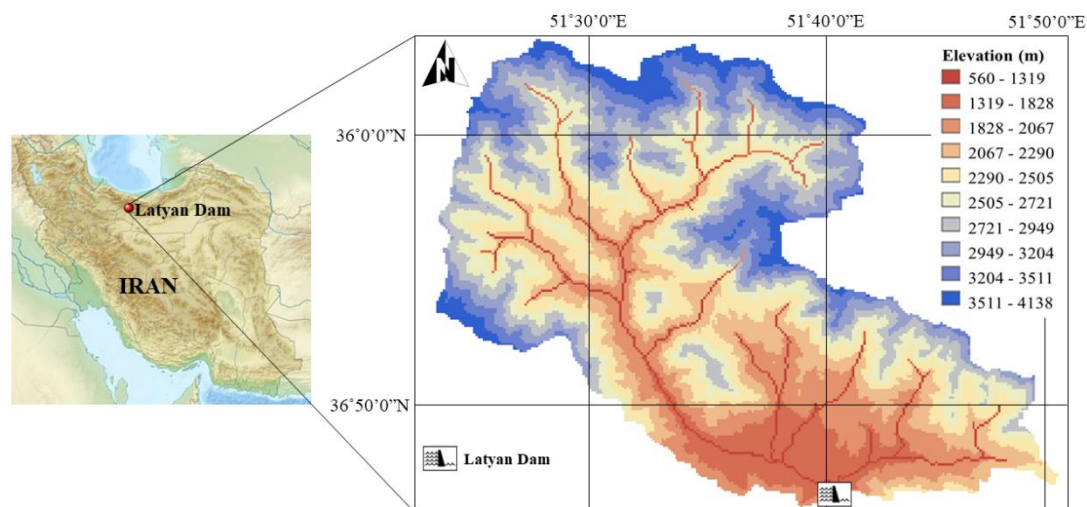 51°30'0"E
51°40'0"E
51°50'0"E
N
Elevation (m)
560 - 1319
1319 - 1828
1828 - 2067
2067 - 2290
2290 - 2505
2505 - 2721
2721 - 2949
2949 - 3204
3204 - 3511
3511 - 4138
36°0'0"N
Latyan Dam
IRAN
36°50'0"N
Latyan Dam